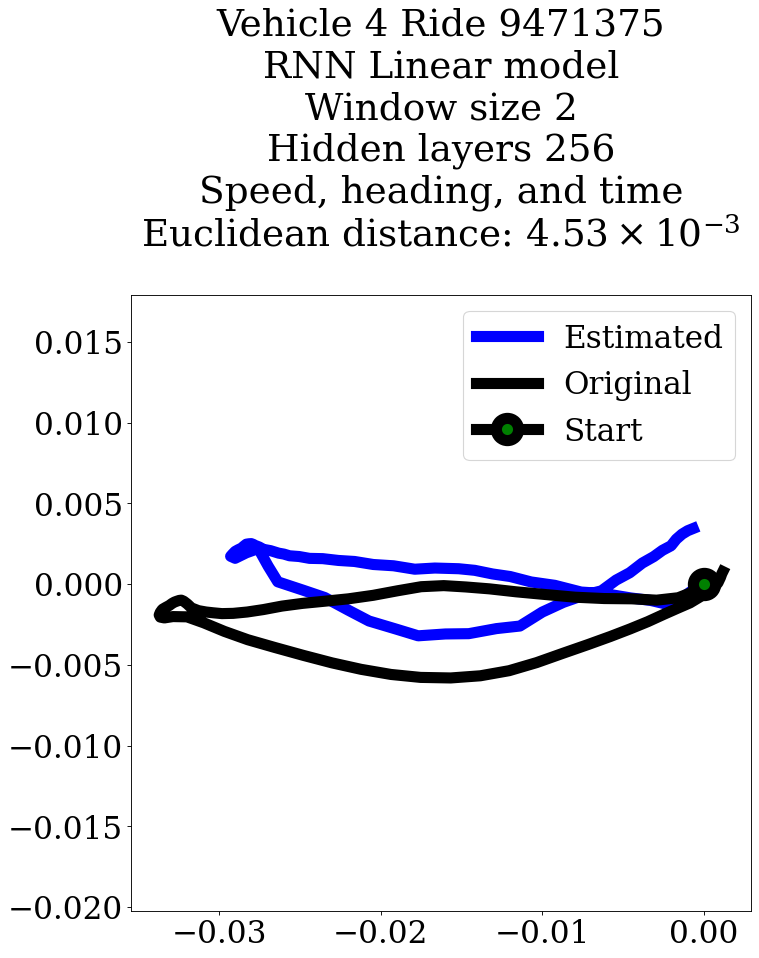 Vehicle 4 Ride 9471375
RNN Linear model
Window size 2
Hidden layers 256
Speed, heading, and time
Euclidean distance: 4.53 × 10⁻³
Estimated
Original
Start
0.015
0.010
0.005
0.000
−0.005
−0.010
−0.015
−0.020
−0.03 −0.02 −0.01 0.00